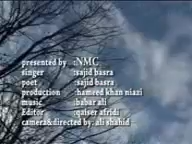 presented by :NMC
singer :sajid basra
poet :sajid basra
production :hameed khan niazi
music :babar ali
Editor :qaiser afridi
camera&directed by: ali shahid